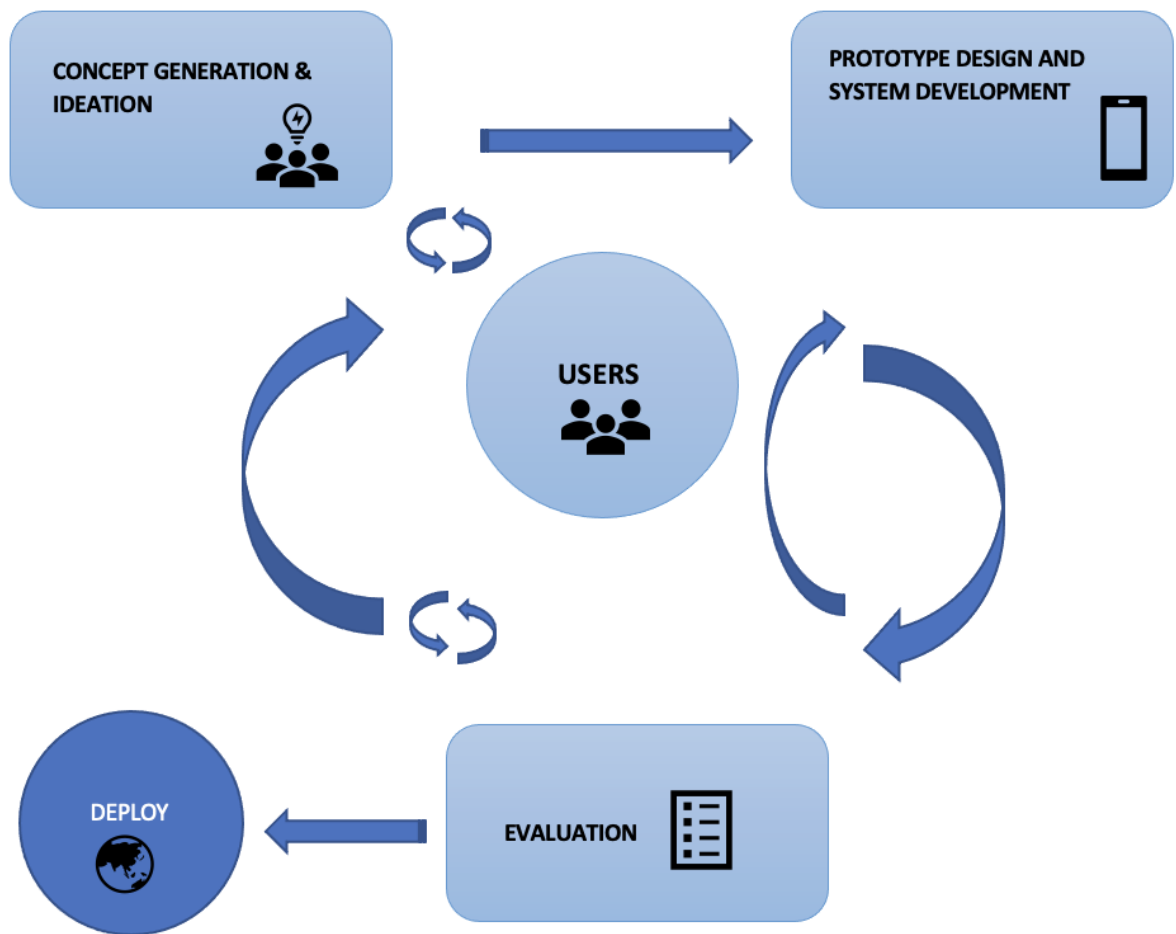 CONCEPT GENERATION &
IDEATION
PROTOTYPE DESIGN AND
SYSTEM DEVELOPMENT
USERS
DEPLOY
EVALUATION